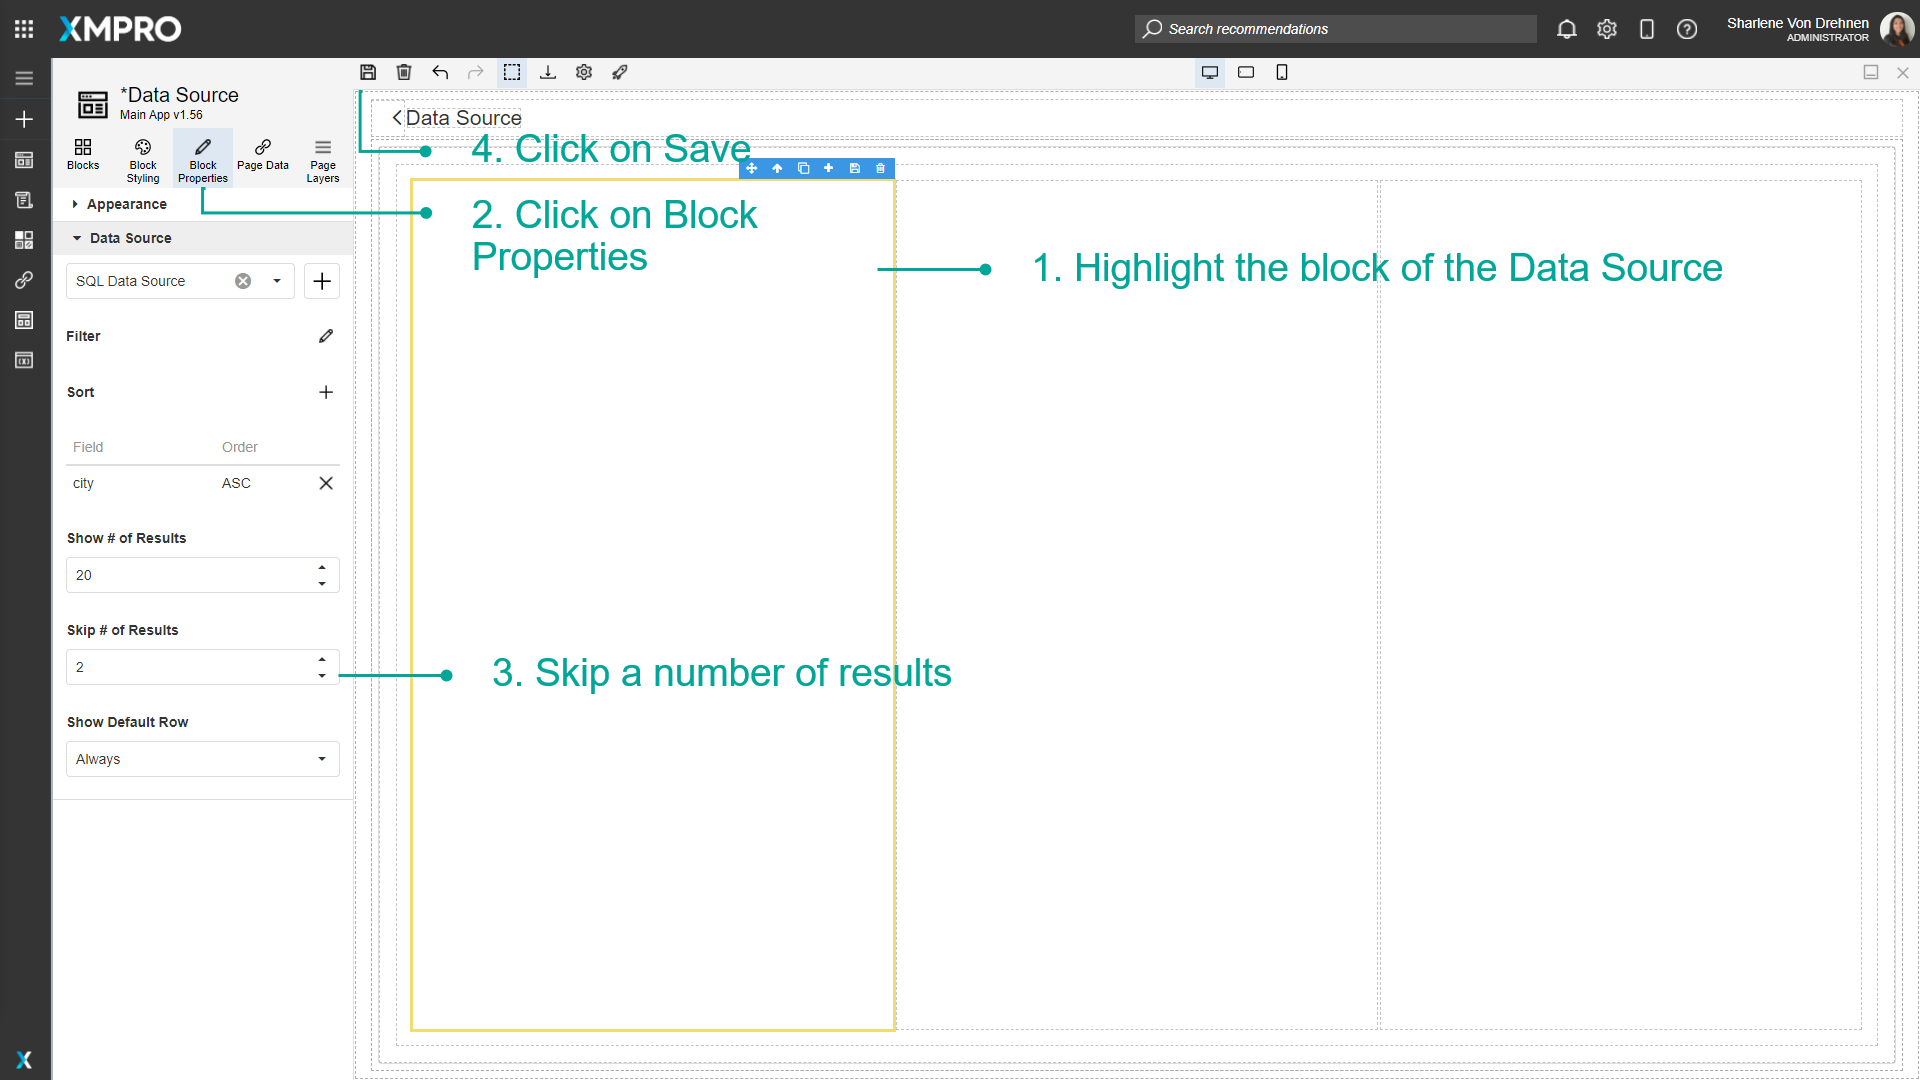 XMPRO
Search recommendations
Sharlene Von Drehnen
ADMINISTRATOR
*Data Source
Main App v1.56
Blocks
Block
Styling
Block
Properties
Page Data
Page
Layers
Appearance
Data Source
SQL Data Source
Filter
Sort
Field Order
city ASC
Show # of Results
20
Skip # of Results
2
Show Default Row
Always
Data Source
4. Click on Save
2. Click on Block
Properties
1. Highlight the block of the Data Source
3. Skip a number of results